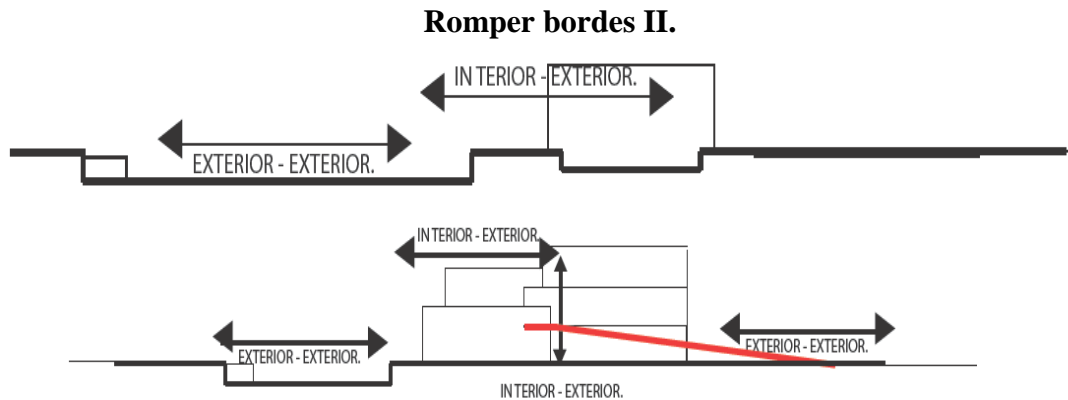 Romper bordes II.
INTERIOR - EXTERIOR.
EXTERIOR - EXTERIOR.
INTERIOR - EXTERIOR.
EXTERIOR - EXTERIOR.
EXTERIOR - EXTERIOR.
INTERIOR - EXTERIOR.